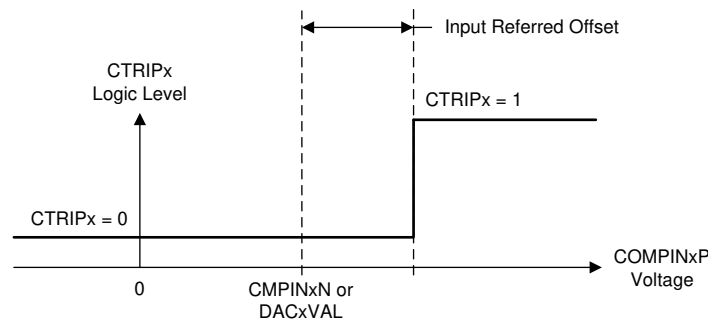 Input Referred Offset
CTRIPx
Logic Level
CTRIPx = 1
CTRIPx = 0
COMPINxP
Voltage
0
CMPINxN or
DACxVAL